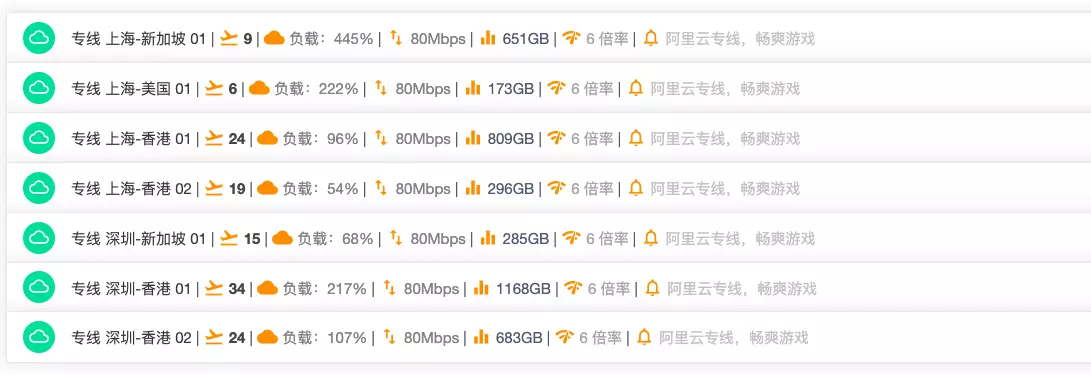 专线 上海-新加坡 01 | 9 | 负载：445% | 80Mbps | 651GB | 6 倍率 | 阿里云专线，畅爽游戏
专线 上海-美国 01 | 6 | 负载：222% | 80Mbps | 173GB | 6 倍率 | 阿里云专线，畅爽游戏
专线 上海-香港 01 | 24 | 负载：96% | 80Mbps | 809GB | 6 倍率 | 阿里云专线，畅爽游戏
专线 上海-香港 02 | 19 | 负载：54% | 80Mbps | 296GB | 6 倍率 | 阿里云专线，畅爽游戏
专线 深圳-新加坡 01 | 15 | 负载：68% | 80Mbps | 285GB | 6 倍率 | 阿里云专线，畅爽游戏
专线 深圳-香港 01 | 34 | 负载：217% | 80Mbps | 1168GB | 6 倍率 | 阿里云专线，畅爽游戏
专线 深圳-香港 02 | 24 | 负载：107% | 80Mbps | 683GB | 6 倍率 | 阿里云专线，畅爽游戏